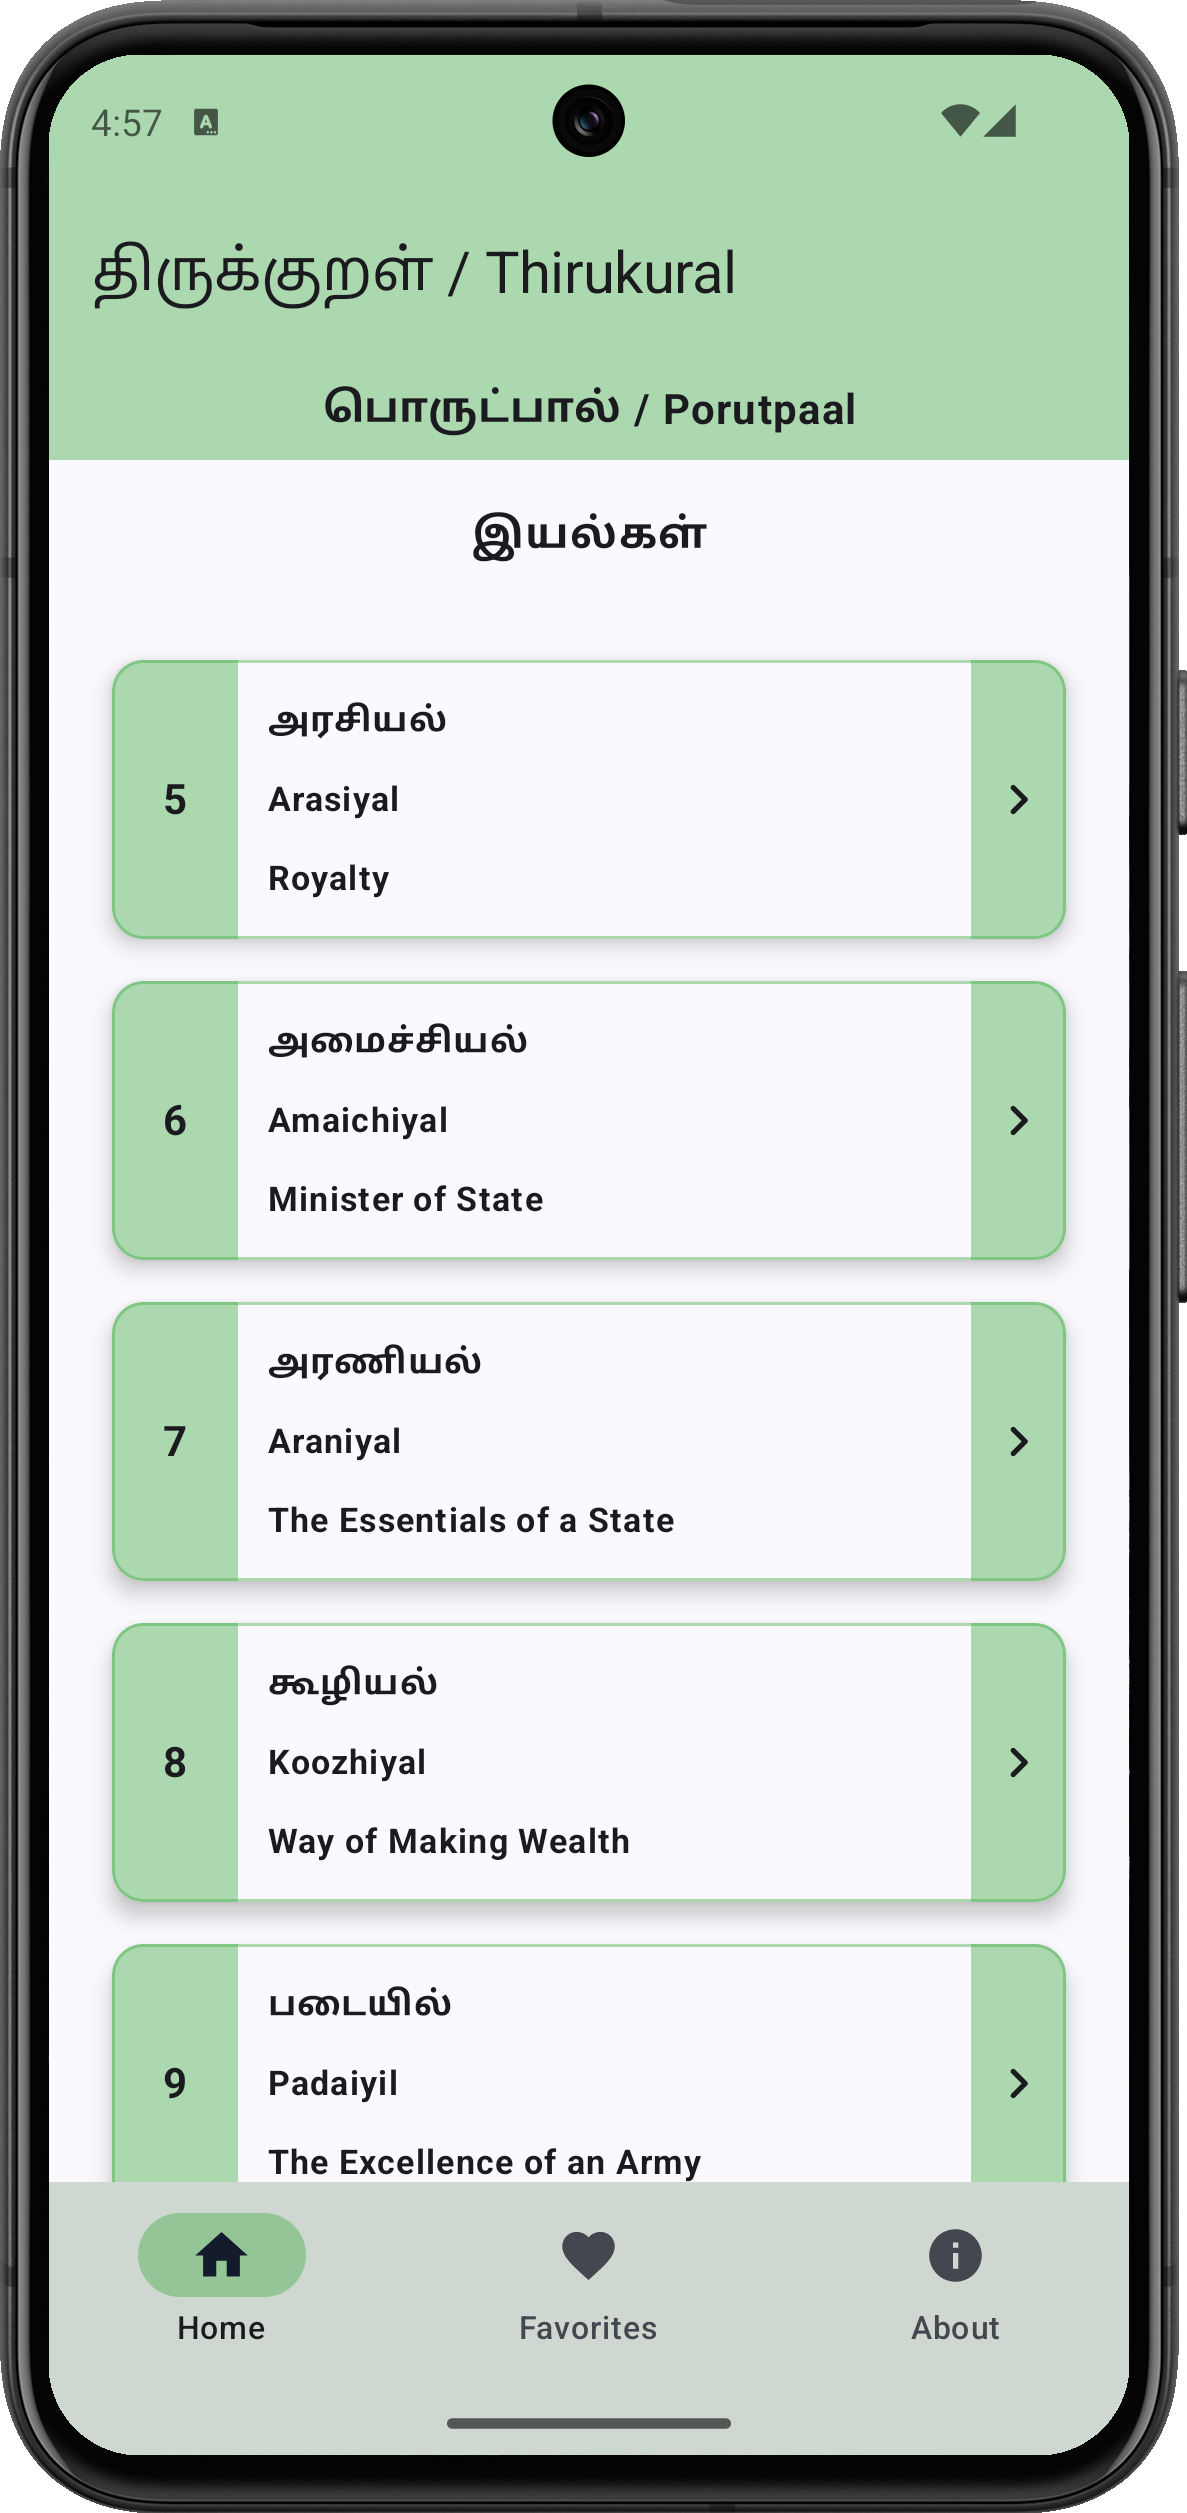 4:57
திருக்குறள் / Thirukural
பொருட்பால் / Porutpaal
இயல்கள்
5
அரசியல்
Arasiyal
Royalty
6
அமைச்சியல்
Amaichiyal
Minister of State
7
அரணியல்
Araniyal
The Essentials of a State
8
கூழியல்
Koozhiyal
Way of Making Wealth
9
படையில்
Padaiyil
The Excellence of an Army
Home
Favorites
About